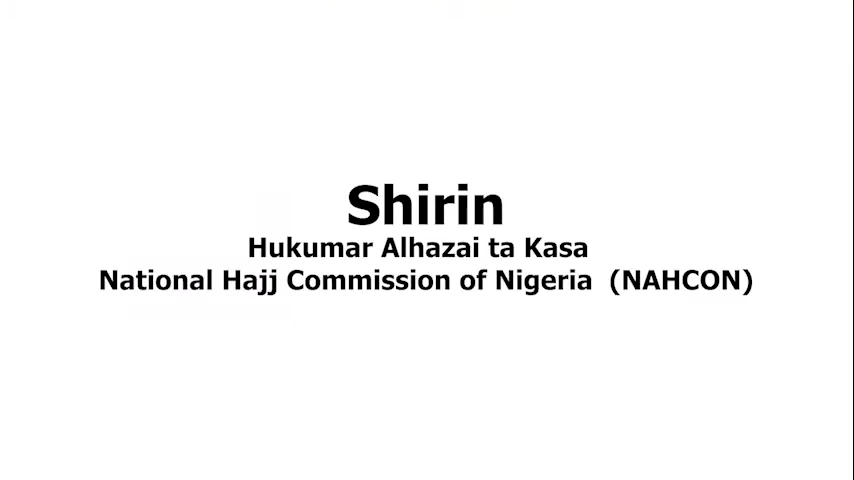 Shirin
Hukumar Alhazai ta Kasa
National Hajj Commission of Nigeria (NAHCON)